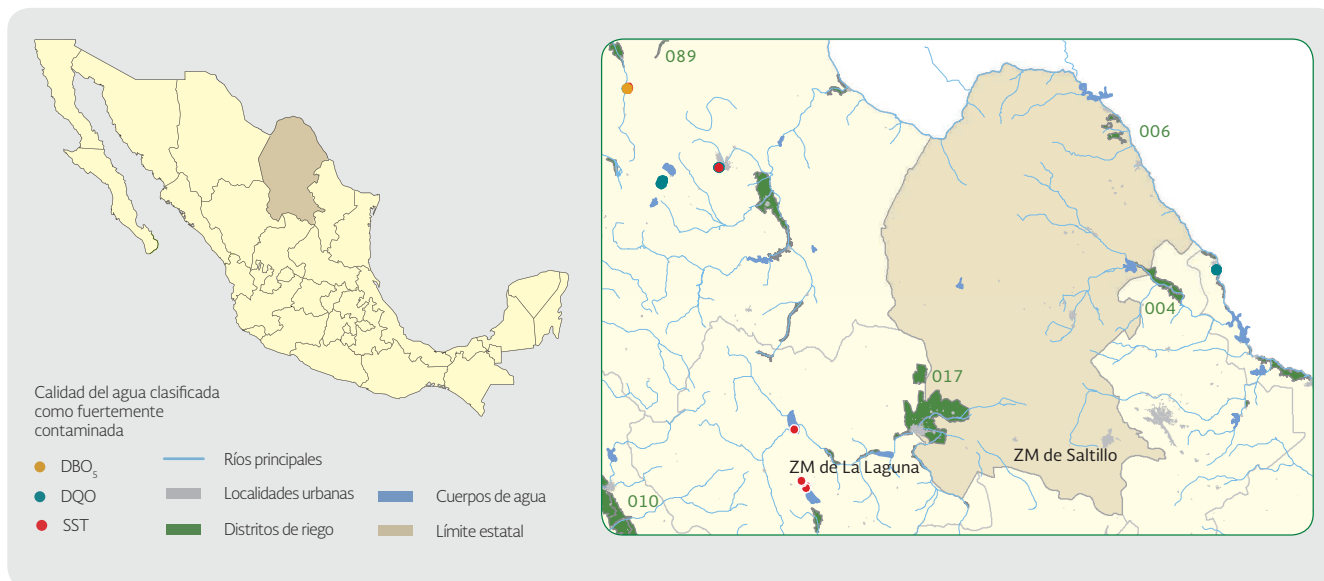 Calidad del agua clasificada
como fuertemente
contaminada
DBO5
DQO
SST
Ríos principales
Localidades urbanas
Distritos de riego
Cuerpos de agua
Límite estatal
089
006
004
017
ZM de La Laguna
ZM de Saltillo
010